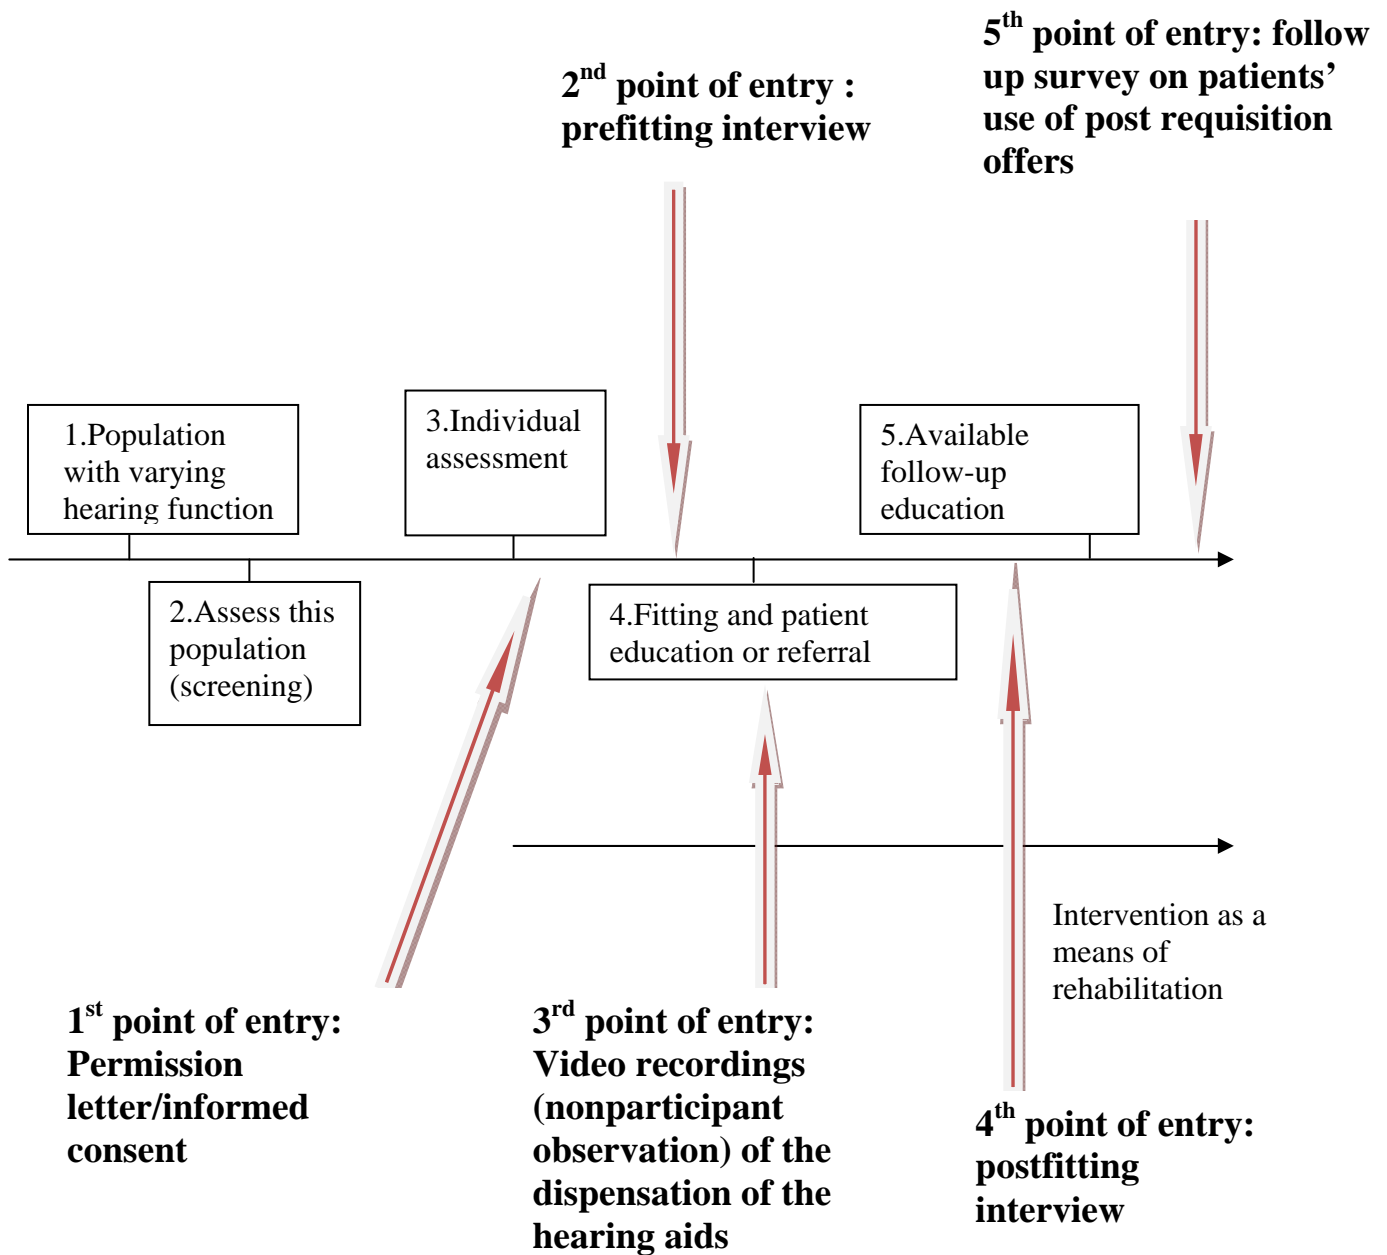 5th point of entry: follow
up survey on patients’
use of post requisition
offers
2nd point of entry :
prefitting interview
1.Population
with varying
hearing function
3.Individual
assessment
5.Available
follow-up
education
2.Assess this
population
(screening)
4.Fitting and patient
education or referral
Intervention as a
means of
rehabilitation
1st point of entry:
Permission
letter/informed
consent
3rd point of entry:
Video recordings
(nonparticipant
observation) of the
dispensation of the
hearing aids
4th point of entry:
postfitting
interview